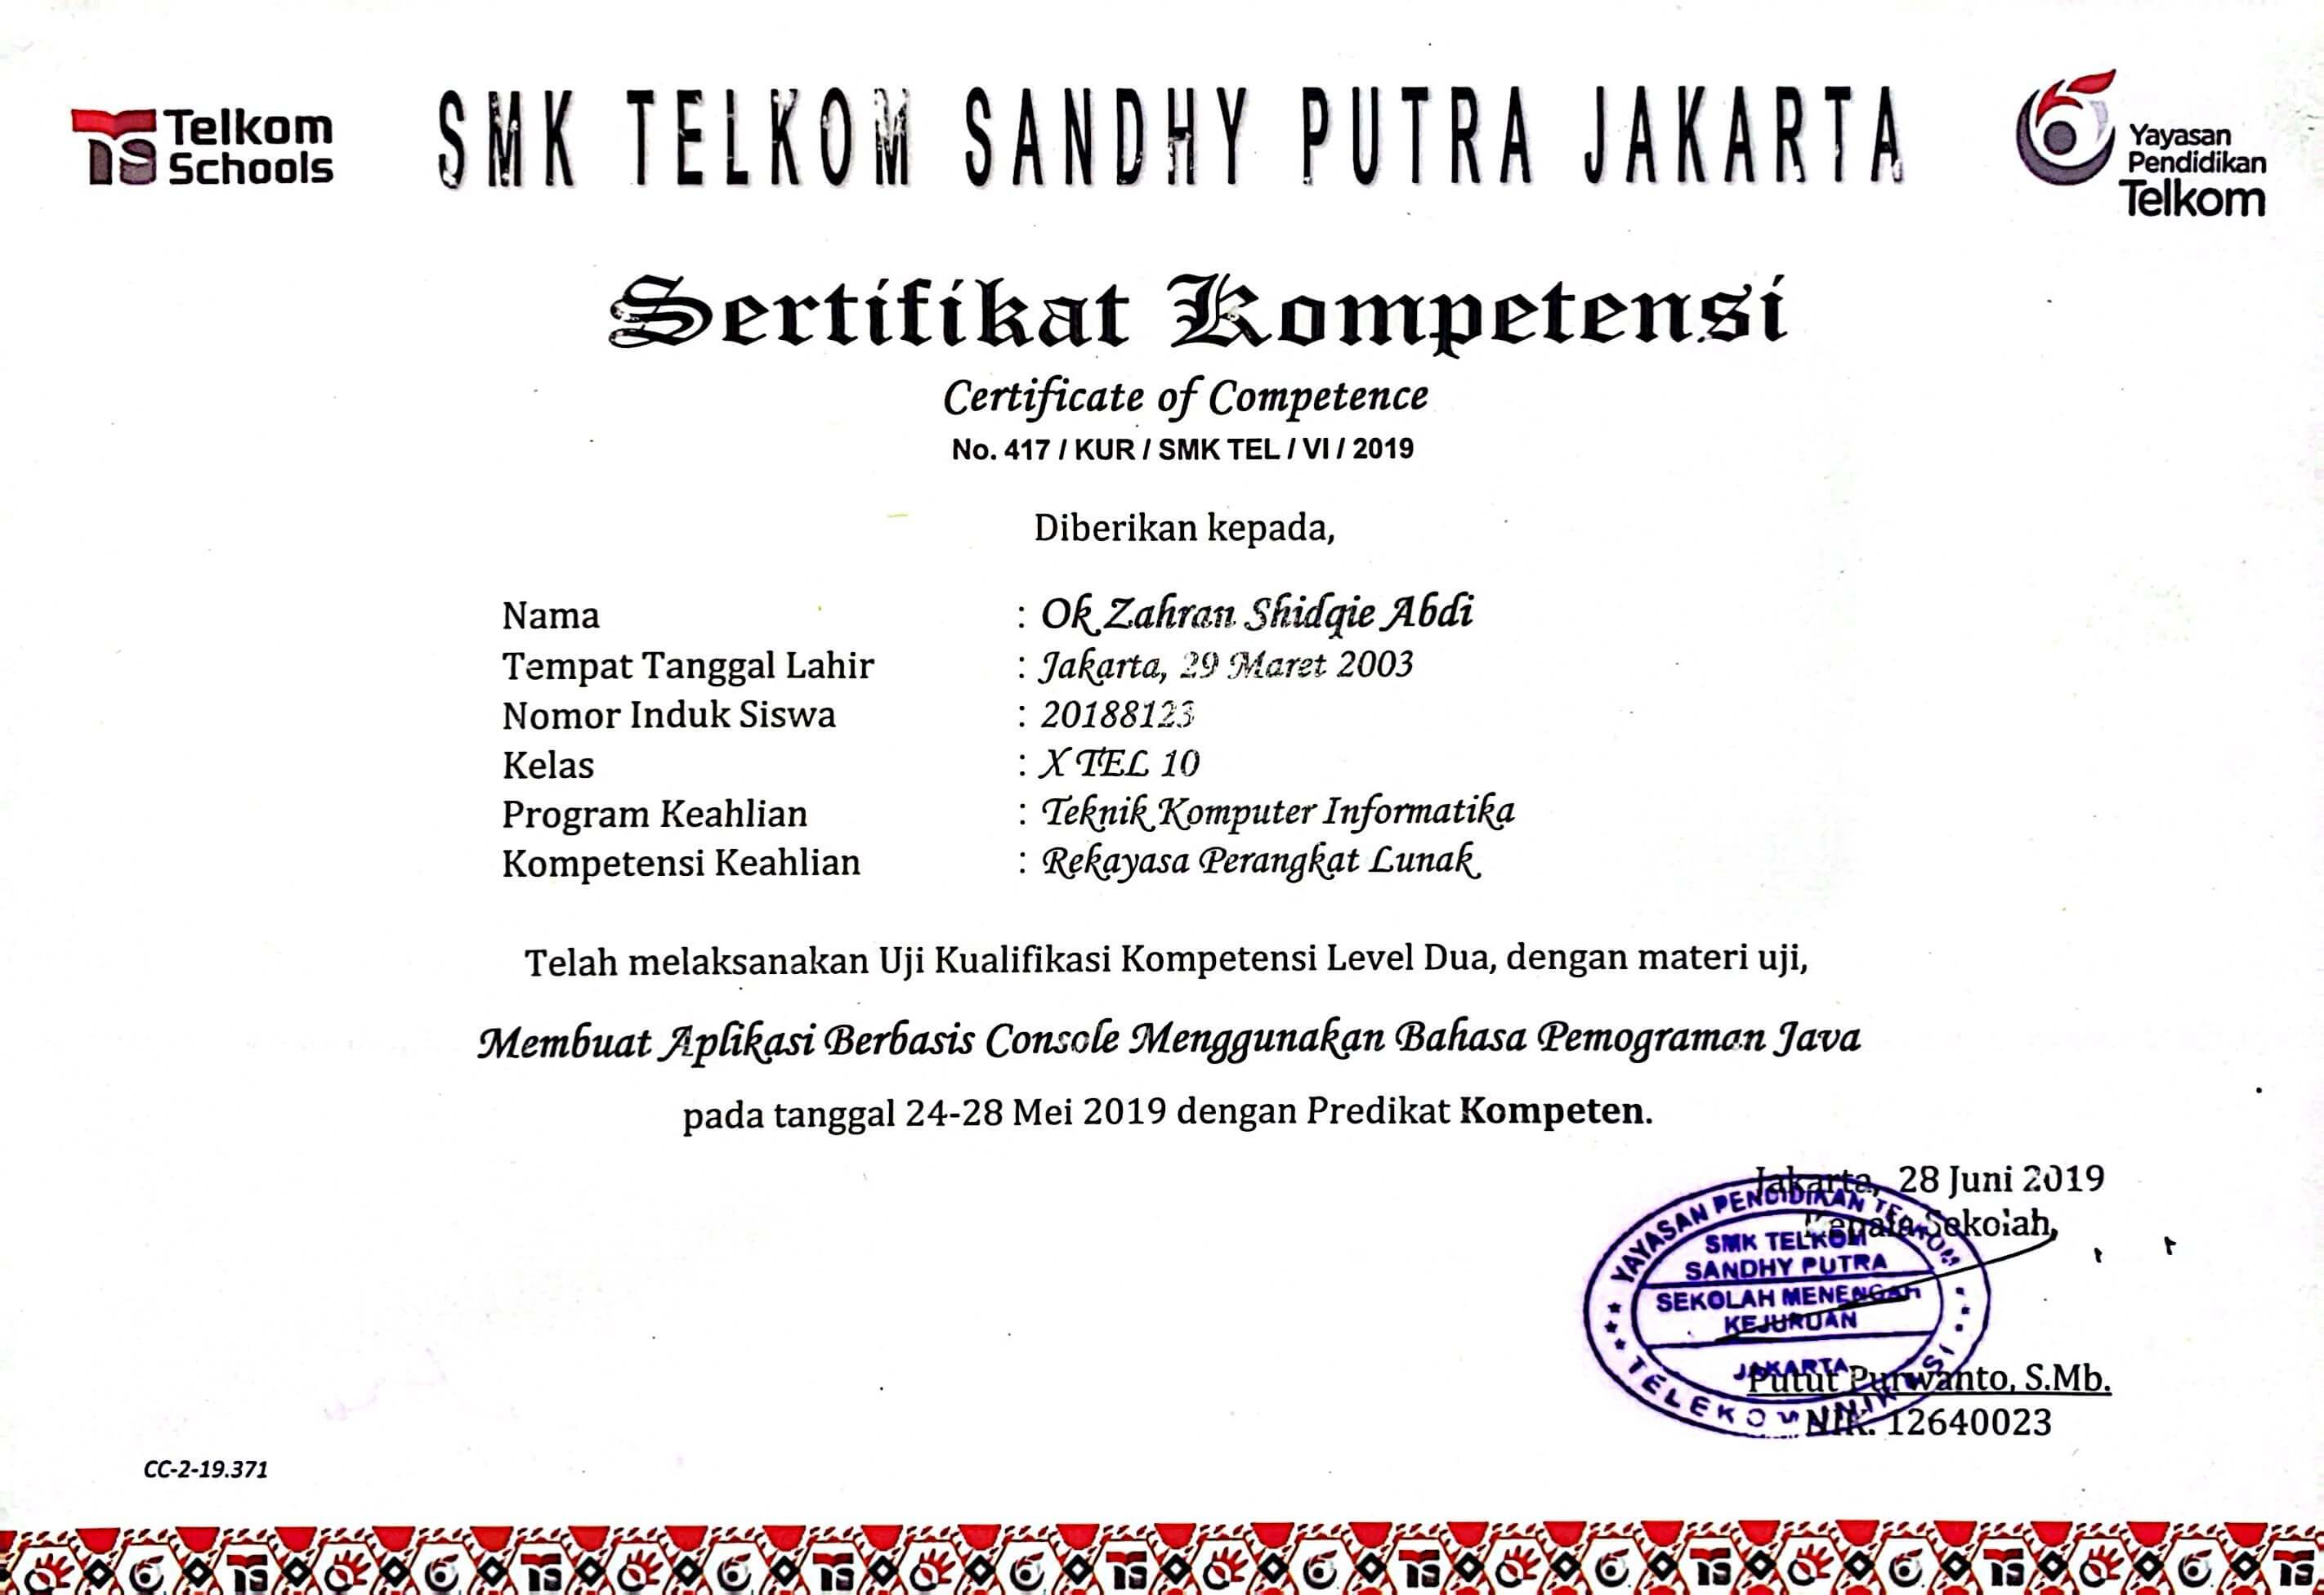 Telkom
Schools
SMK TELKOM SANDHY PUTRA JAKARTA
Yayasan
Pendidikan
Telkom
Sertifikat Kompetensi
Certificate of Competence
No. 417 / KUR / SMK TEL / VI / 2019
Diberikan kepada,
Nama : Ok Zahran Shidqie Abdi
Tempat Tanggal Lahir : Jakarta, 29 Maret 2003
Nomor Induk Siswa : 20188123
Kelas : X TEL 10
Program Keahlian : Teknik Komputer Informatika
Kompetensi Keahlian : Rekayasa Perangkat Lunak
Telah melaksanakan Uji Kualifikasi Kompetensi Level Dua, dengan materi uji,
Membuat Aplikasi Berbasis Console Menggunakan Bahasa Pemograman Java
pada tanggal 24-28 Mei 2019 dengan Predikat Kompeten.
Jakarta, 28 Juni 2019
Kepala Sekolah,
YAYASAN PENDIDIKAN TELKOM
SMK TELKOM
SANDHY PUTRA
SEKOLAH MENENGAH
KEJURUAN
JAKARTA
TELEKOMUNIKASI
Putut Purwanto, S.Mb.
NIK. 12640023
CC-2-19.371